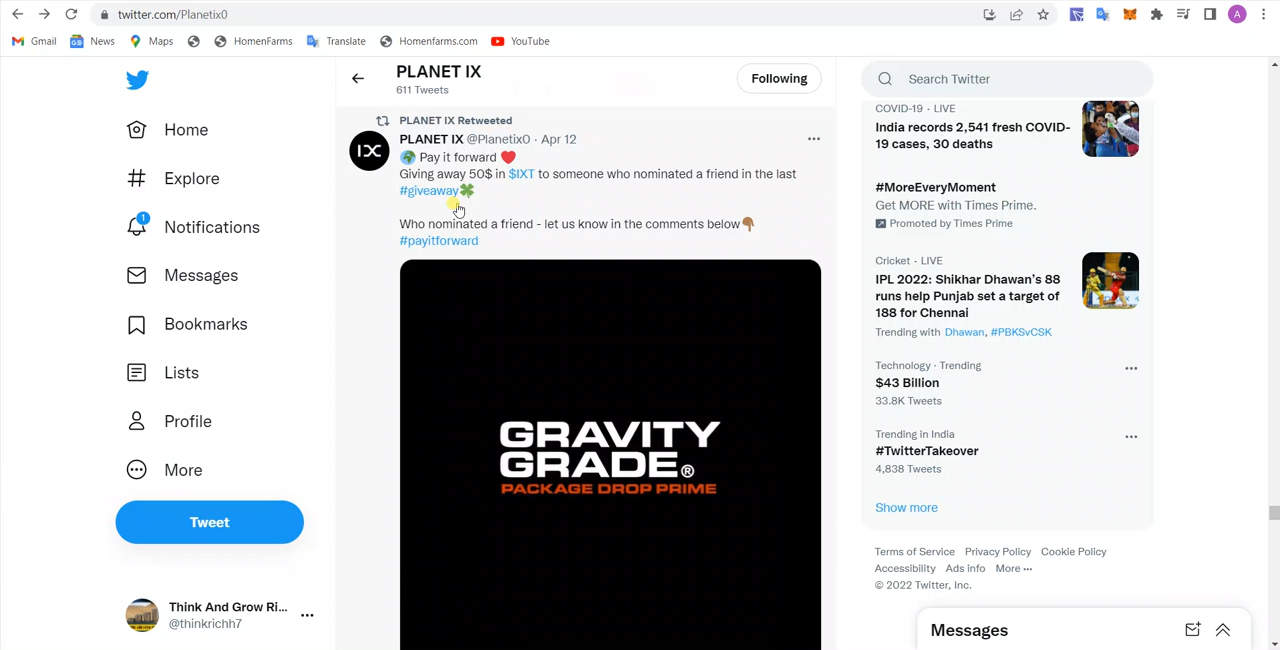 twitter.com/Planetix0
A
Gmail
News
Maps
HomenFarms
Translate
Homenfarms.com
YouTube
Home
Explore
1
Notifications
Messages
Bookmarks
Lists
Profile
More
Tweet
Think And Grow Ri...
@thinkrichh7
PLANET IX
611 Tweets
Following
PLANET IX Retweeted
IX
PLANET IX @Planetix0 · Apr 12
Pay it forward
Giving away 50$ in $IXT to someone who nominated a friend in the last
#giveaway
Who nominated a friend - let us know in the comments below
#payitforward
GRAVITY
GRADE®
PACKAGE DROP PRIME
Search Twitter
COVID-19 · LIVE
India records 2,541 fresh COVID-
19 cases, 30 deaths
#MoreEveryMoment
Get MORE with Times Prime.
Promoted by Times Prime
Cricket · LIVE
IPL 2022: Shikhar Dhawan's 88
runs help Punjab set a target of
188 for Chennai
Trending with Dhawan, #PBKSvCSK
Technology · Trending
$43 Billion
33.8K Tweets
Trending in India
#TwitterTakeover
4,838 Tweets
Show more
Terms of Service Privacy Policy Cookie Policy
Accessibility Ads info More ···
© 2022 Twitter, Inc.
Messages